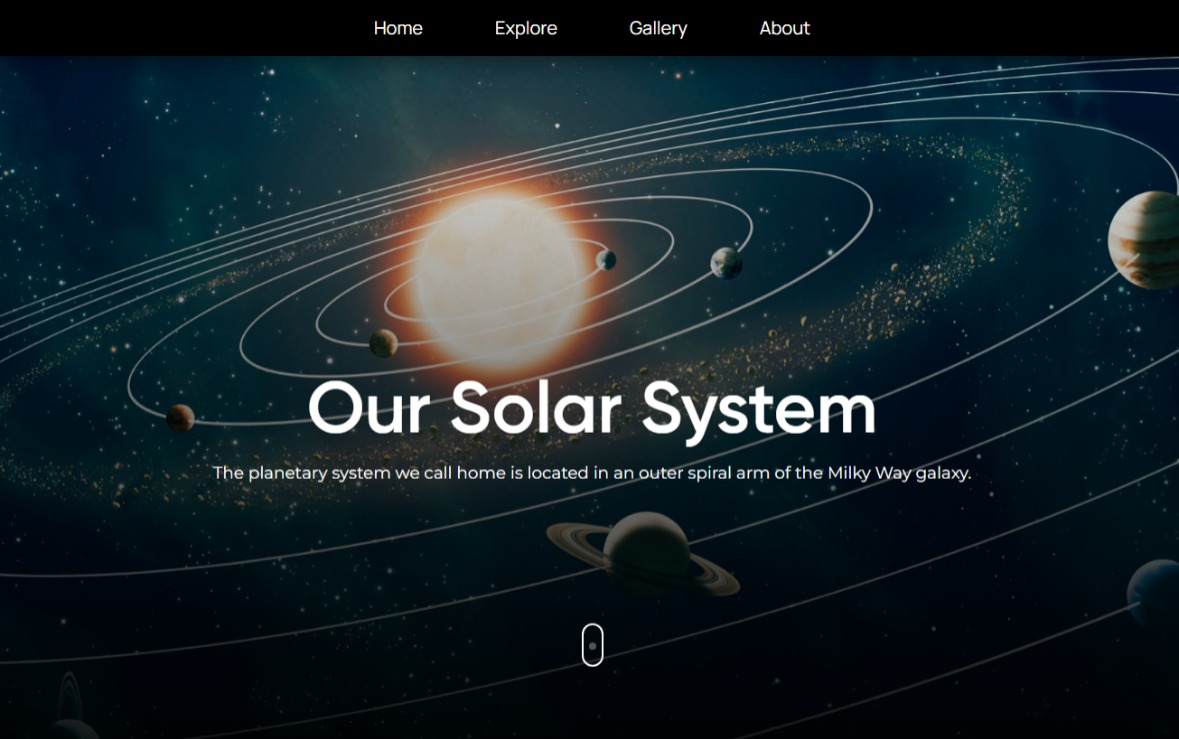 Home Explore Gallery About
Our Solar System
The planetary system we call home is located in an outer spiral arm of the Milky Way galaxy.